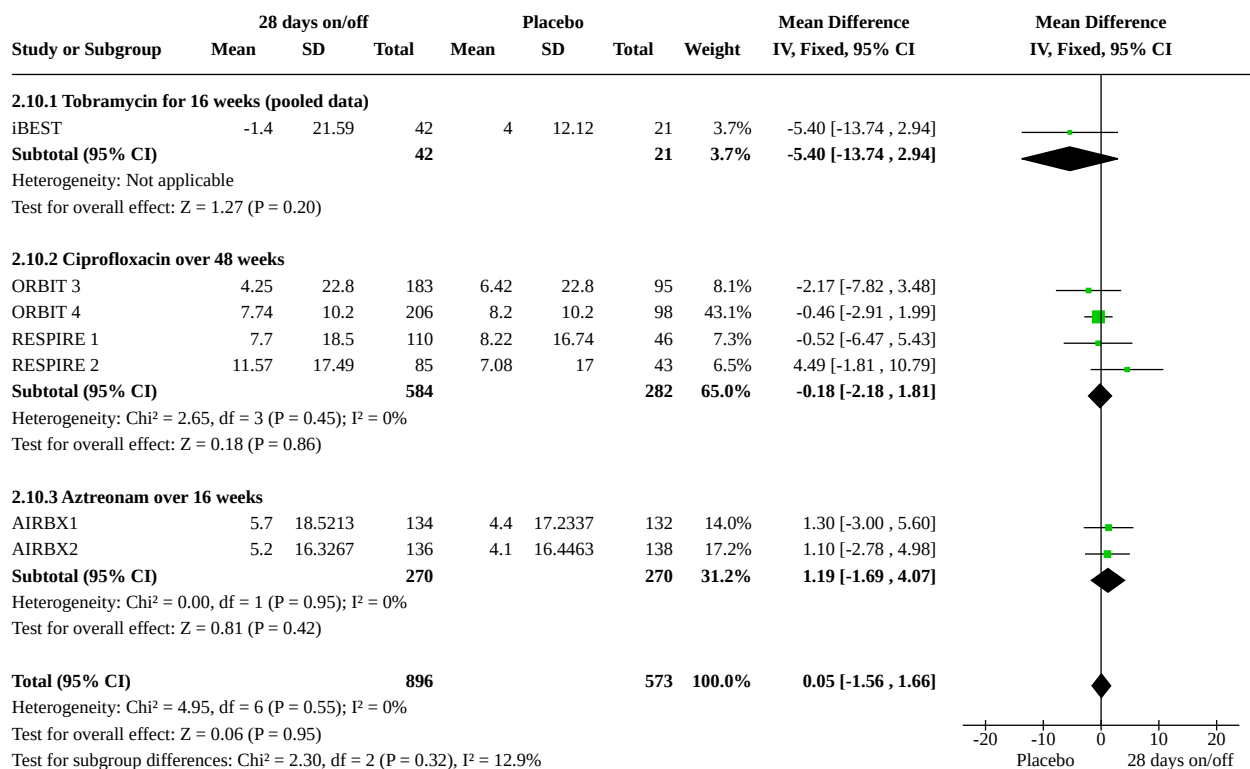 28 days on/off Placebo Mean Difference Mean Difference
Study or Subgroup Mean SD Total Mean SD Total Weight IV, Fixed, 95% CI IV, Fixed, 95% CI
2.10.1 Tobramycin for 16 weeks (pooled data)
iBEST -1.4 21.59 42 4 12.12 21 3.7% -5.40 [-13.74 , 2.94]
Subtotal (95% CI) 42 21 3.7% -5.40 [-13.74 , 2.94]
Heterogeneity: Not applicable
Test for overall effect: Z = 1.27 (P = 0.20)
2.10.2 Ciprofloxacin over 48 weeks
ORBIT 3 4.25 22.8 183 6.42 22.8 95 8.1% -2.17 [-7.82 , 3.48]
ORBIT 4 7.74 10.2 206 8.2 10.2 98 43.1% -0.46 [-2.91 , 1.99]
RESPIRE 1 7.7 18.5 110 8.22 16.74 46 7.3% -0.52 [-6.47 , 5.43]
RESPIRE 2 11.57 17.49 85 7.08 17 43 6.5% 4.49 [-1.81 , 10.79]
Subtotal (95% CI) 584 282 65.0% -0.18 [-2.18 , 1.81]
Heterogeneity: Chi² = 2.65, df = 3 (P = 0.45); I² = 0%
Test for overall effect: Z = 0.18 (P = 0.86)
2.10.3 Aztreonam over 16 weeks
AIRBX1 5.7 18.5213 134 4.4 17.2337 132 14.0% 1.30 [-3.00 , 5.60]
AIRBX2 5.2 16.3267 136 4.1 16.4463 138 17.2% 1.10 [-2.78 , 4.98]
Subtotal (95% CI) 270 270 31.2% 1.19 [-1.69 , 4.07]
Heterogeneity: Chi² = 0.00, df = 1 (P = 0.95); I² = 0%
Test for overall effect: Z = 0.81 (P = 0.42)
Total (95% CI) 896 573 100.0% 0.05 [-1.56 , 1.66]
Heterogeneity: Chi² = 4.95, df = 6 (P = 0.55); I² = 0%
Test for overall effect: Z = 0.06 (P = 0.95)
-20 -10 0 10 20
Test for subgroup differences: Chi² = 2.30, df = 2 (P = 0.32), I² = 12.9%
Placebo 28 days on/off